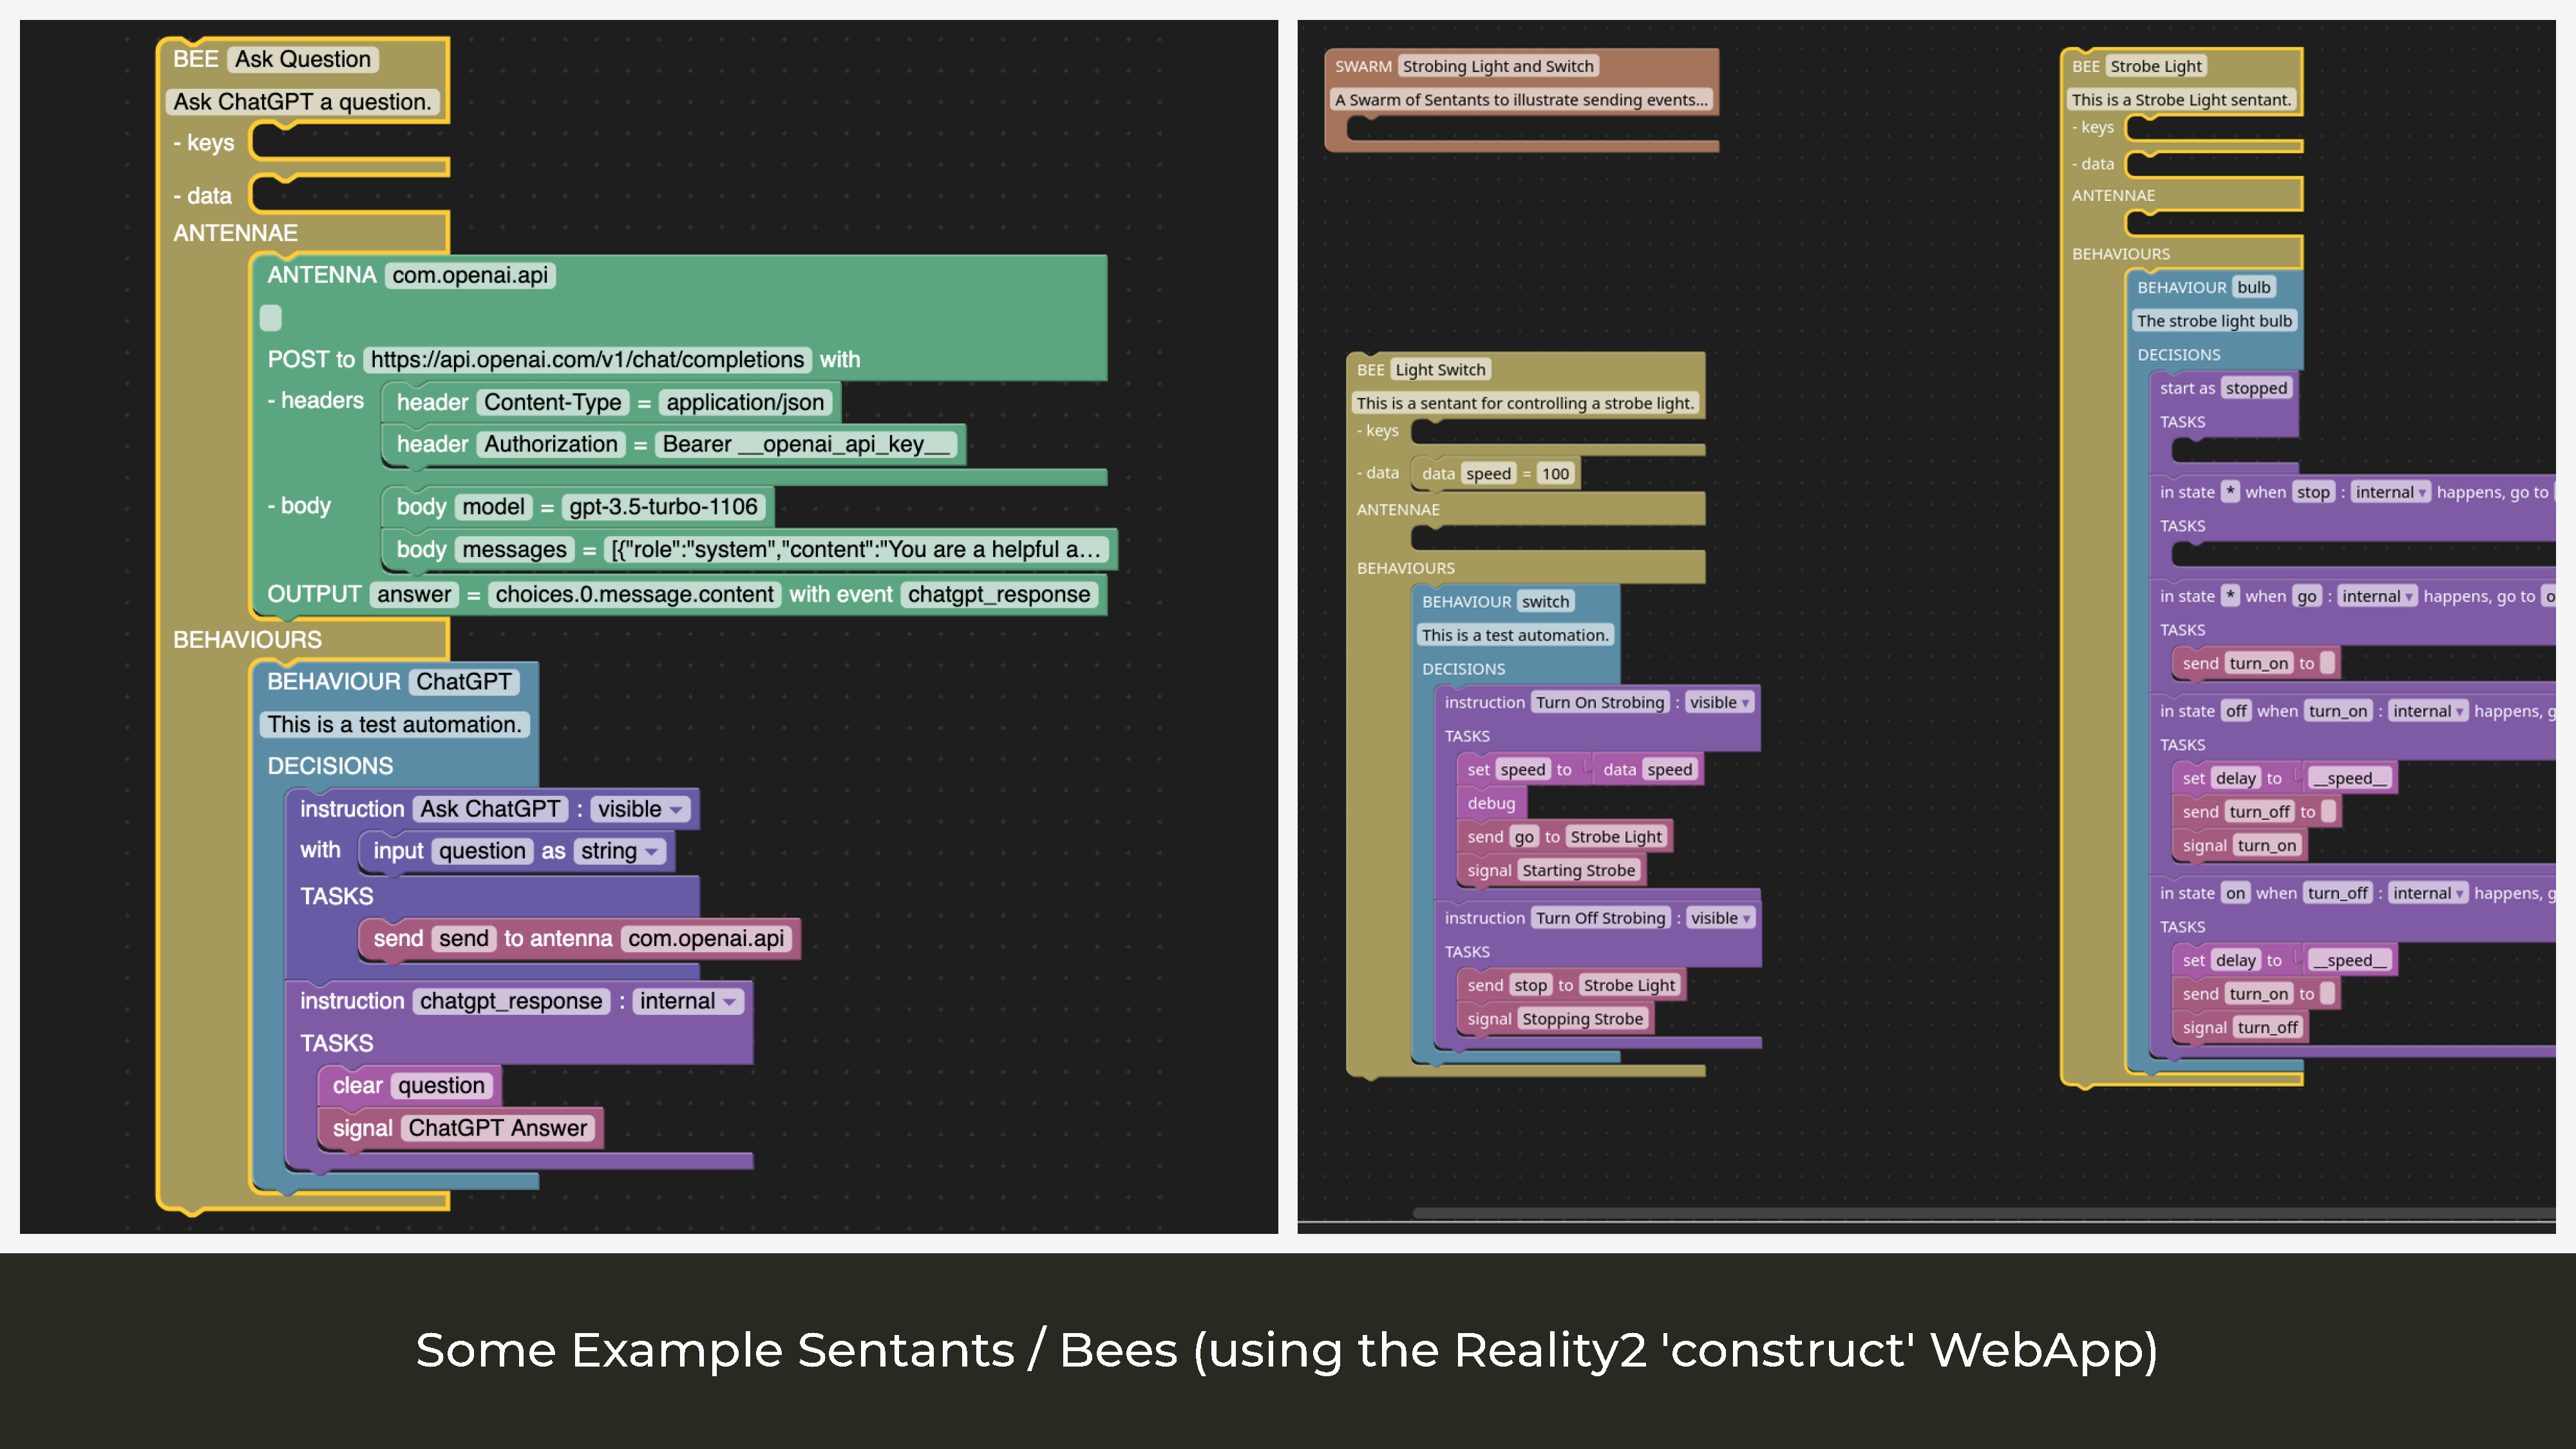 BEE Ask Question
Ask ChatGPT a question.
- keys
- data
ANTENNAE
ANTENNA com.openai.api
POST to https://api.openai.com/v1/chat/completions with
- headers header Content-Type = application/json
header Authorization = Bearer __openai_api_key__
- body body model = gpt-3.5-turbo-1106
body messages = [{"role":"system","content":"You are a helpful a...
OUTPUT answer = choices.0.message.content with event chatgpt_response
BEHAVIOURS
BEHAVIOUR ChatGPT
This is a test automation.
DECISIONS
instruction Ask ChatGPT : visible
with input question as string
TASKS
send send to antenna com.openai.api
instruction chatgpt_response : internal
TASKS
clear question
signal ChatGPT Answer
SWARM Strobing Light and Switch
A Swarm of Sentants to illustrate sending events...
BEE Light Switch
This is a sentant for controlling a strobe light.
- keys
- data data speed = 100
ANTENNAE
BEHAVIOURS
BEHAVIOUR switch
This is a test automation.
DECISIONS
instruction Turn On Strobing : visible
TASKS
set speed to data speed
debug
send go to Strobe Light
signal Starting Strobe
instruction Turn Off Strobing : visible
TASKS
send stop to Strobe Light
signal Stopping Strobe
BEE Strobe Light
This is a Strobe Light sentant.
- keys
- data
ANTENNAE
BEHAVIOURS
BEHAVIOUR bulb
The strobe light bulb
DECISIONS
start as stopped
TASKS
in state * when stop : internal happens, go to
TASKS
in state * when go : internal happens, go to
TASKS
send turn_on to
in state off when turn_on : internal happens,
TASKS
set delay to __speed__
send turn_off to
signal turn_on
in state on when turn_off : internal happens,
TASKS
set delay to __speed__
send turn_on to
signal turn_off
Some Example Sentants / Bees (using the Reality2 'construct' WebApp)